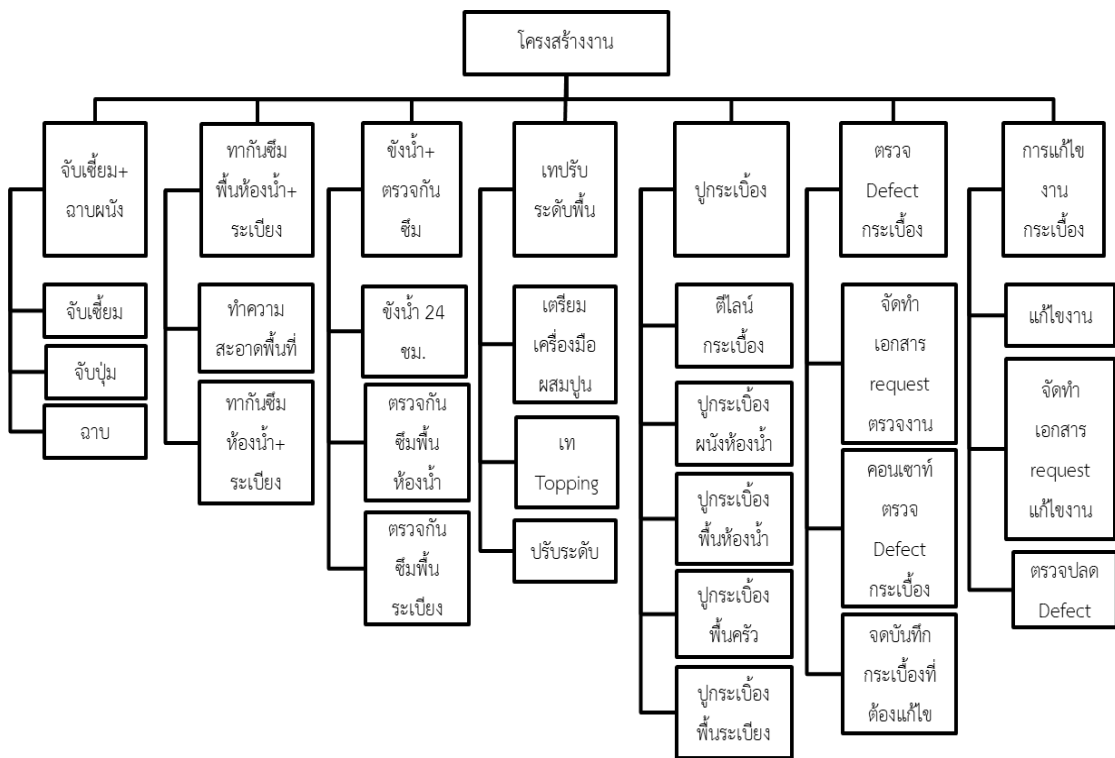 โครงสร้างงาน
จับเซี้ยม+
ฉาบผนัง
จับเซี้ยม
จับปุ่ม
ฉาบ
ทากันซึม
พื้นห้องน้ำ+
ระเบียง
ทำความ
สะอาดพื้นที่
ทากันซึม
ห้องน้ำ+
ระเบียง
ขังน้ำ+
ตรวจกัน
ซึม
ขังน้ำ 24
ชม.
ตรวจกัน
ซึมพื้น
ห้องน้ำ
ตรวจกัน
ซึมพื้น
ระเบียง
เทปรับ
ระดับพื้น
เตรียม
เครื่องมือ
ผสมปูน
เท
Topping
ปรับระดับ
ปูกระเบื้อง
ตีไลน์
กระเบื้อง
ปูกระเบื้อง
ผนังห้องน้ำ
ปูกระเบื้อง
พื้นห้องน้ำ
ปูกระเบื้อง
พื้นครัว
ปูกระเบื้อง
พื้นระเบียง
ตรวจ
Defect
กระเบื้อง
จัดทำ
เอกสาร
request
ตรวจงาน
คอนเซาท์
ตรวจ
Defect
กระเบื้อง
จดบันทึก
กระเบื้องที่
ต้องแก้ไข
การแก้ไข
งาน
กระเบื้อง
แก้ไขงาน
จัดทำ
เอกสาร
request
แก้ไขงาน
ตรวจปลด
Defect